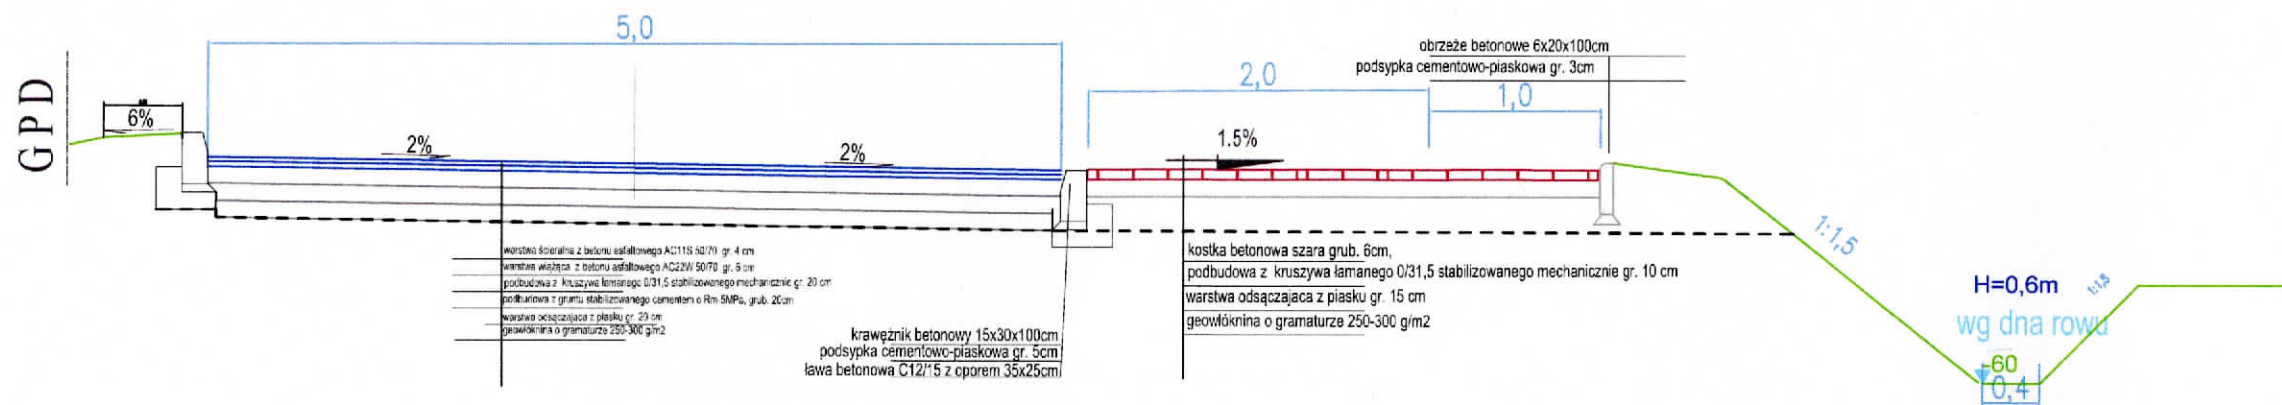 5,0
GPD
6%
2%
2%
2,0
1,0
1.5%
obrzeże betonowe 6x20x100cm
podsypka cementowo-piaskowa gr. 3cm
warstwa ścieralna z betonu asfaltowego AC11S 50/70 gr. 4 cm
warstwa wiążąca z betonu asfaltowego AC22W 50/70 gr. 5 cm
podbudowa z kruszywa łamanego 0/31,5 stabilizowanego mechanicznie gr. 20 cm
podbudowa z gruntu stabilizowanego cementem o Rm-5MPa, grub. 20cm
warstwa odsączająca z piasku gr. 20 cm
geowłóknina o gramaturze 250-300 g/m2
krawężnik betonowy 15x30x100cm
podsypka cementowo-piaskowa gr. 5cm
ława betonowa C12/15 z oporem 35x25cm
kostka betonowa szara grub. 6cm,
podbudowa z kruszywa łamanego 0/31,5 stabilizowanego mechanicznie gr. 10 cm
warstwa odsączajaca z piasku gr. 15 cm
geowłóknina o gramaturze 250-300 g/m2
1:1,5
H=0,6m
1:1,5
wg dna rowu
-60
0,4